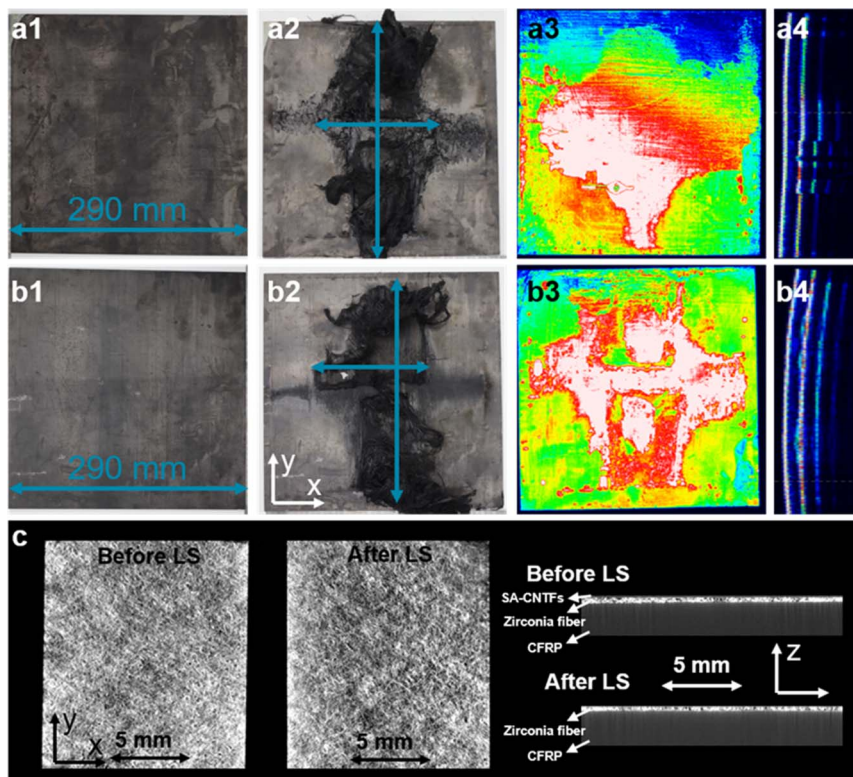 a1
a2
a3
a4
290 mm
b1
b2
b3
b4
290 mm
y
x
c
Before LS
After LS
Before LS
SA-CNTFs
Zirconia fiber
CFRP
5 mm
z
After LS
Zirconia fiber
CFRP
y
x
5 mm
5 mm